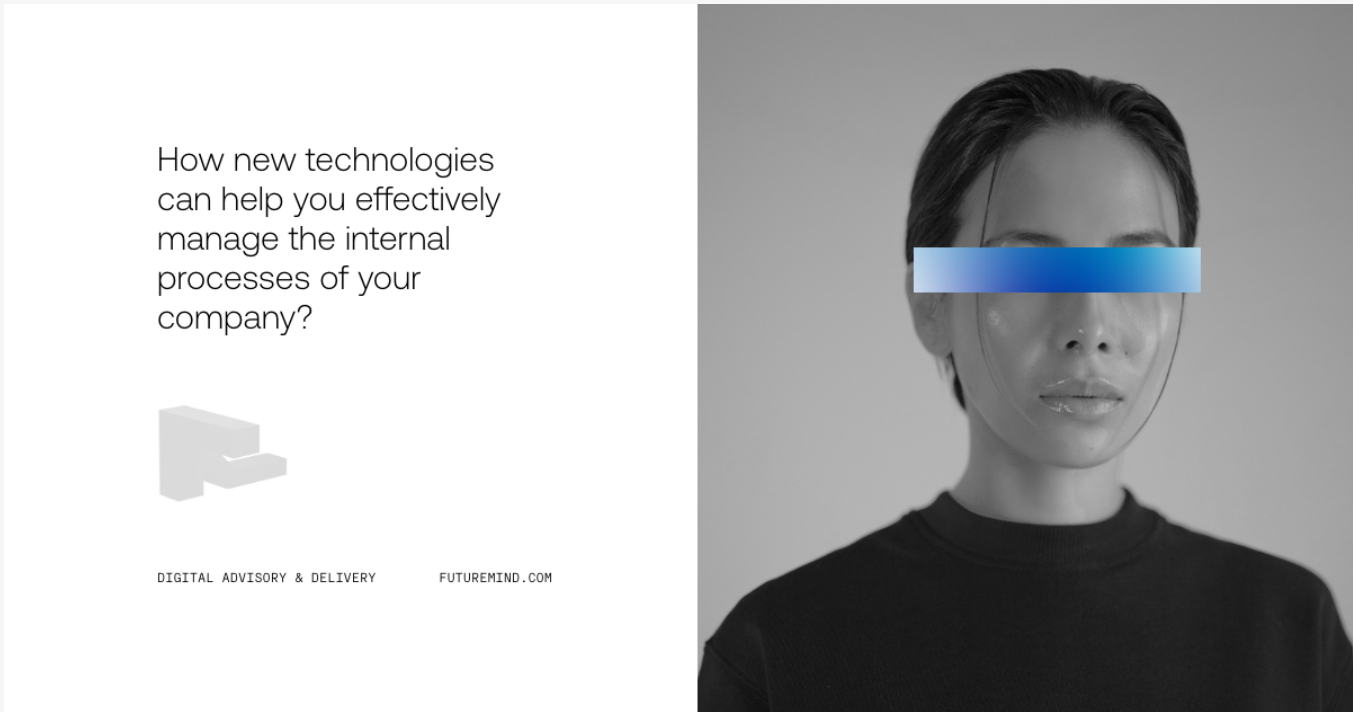 How new technologies
can help you effectively
manage the internal
processes of your
company?
DIGITAL ADVISORY & DELIVERY
FUTUREMIND.COM